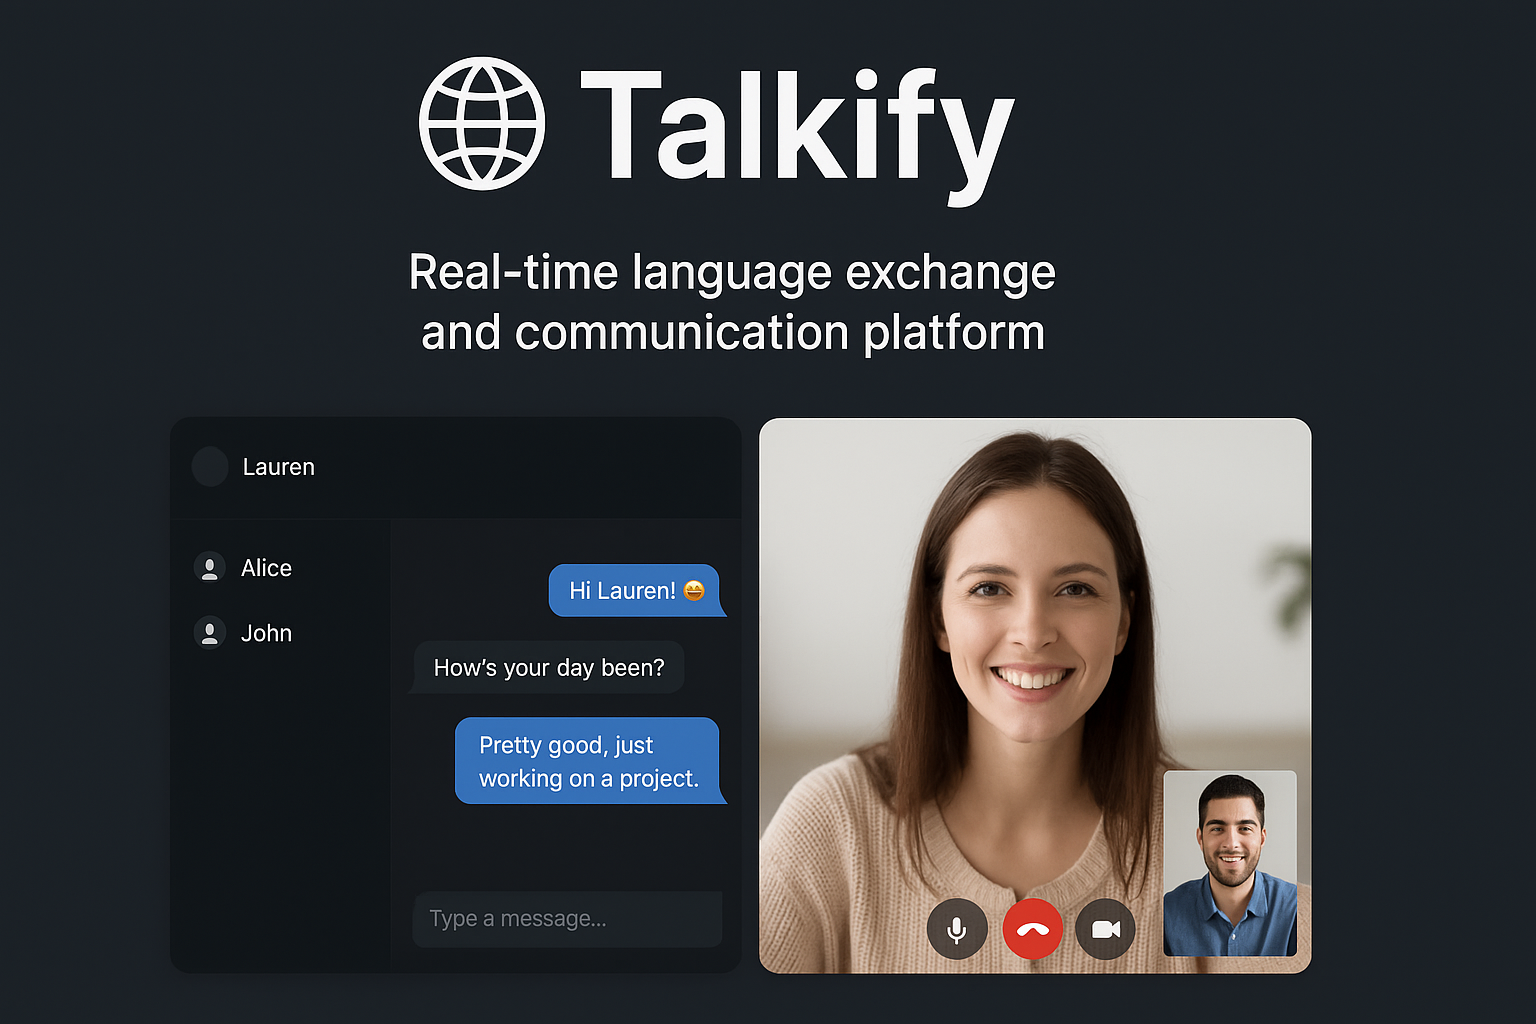 Talkify
Real-time language exchange
and communication platform
Lauren
Alice
John
Hi Lauren! 😄
How’s your day been?
Pretty good, just
working on a project.
Type a message...